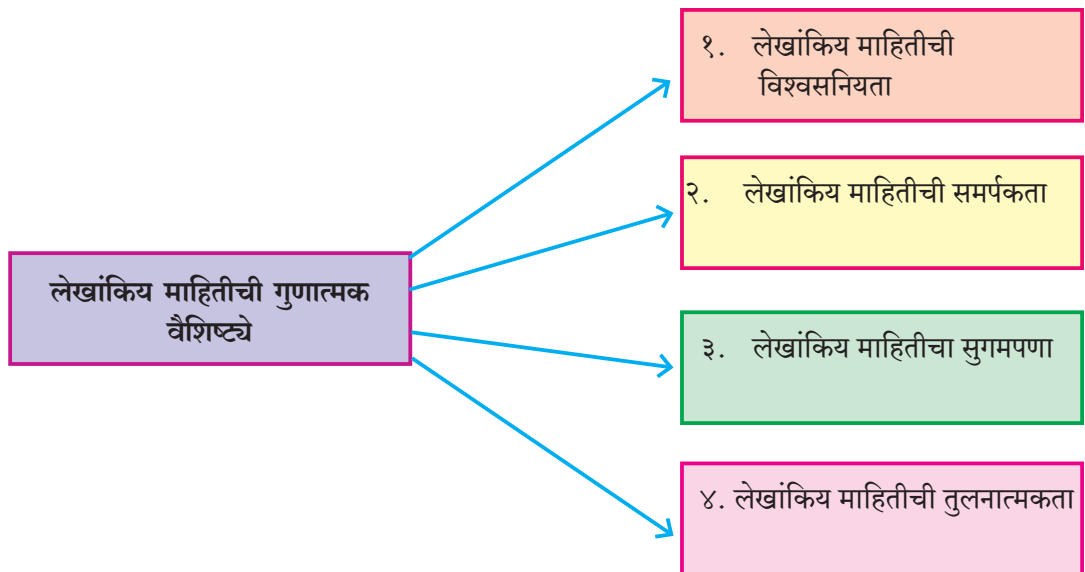 लेखांकिय माहितीची गुणात्मक
वैशिष्ट्ये
१. लेखांकिय माहितीची
विश्वसनियता
२. लेखांकिय माहितीची समर्पकता
३. लेखांकिय माहितीचा सुगमपणा
४. लेखांकिय माहितीची तुलनात्मकता